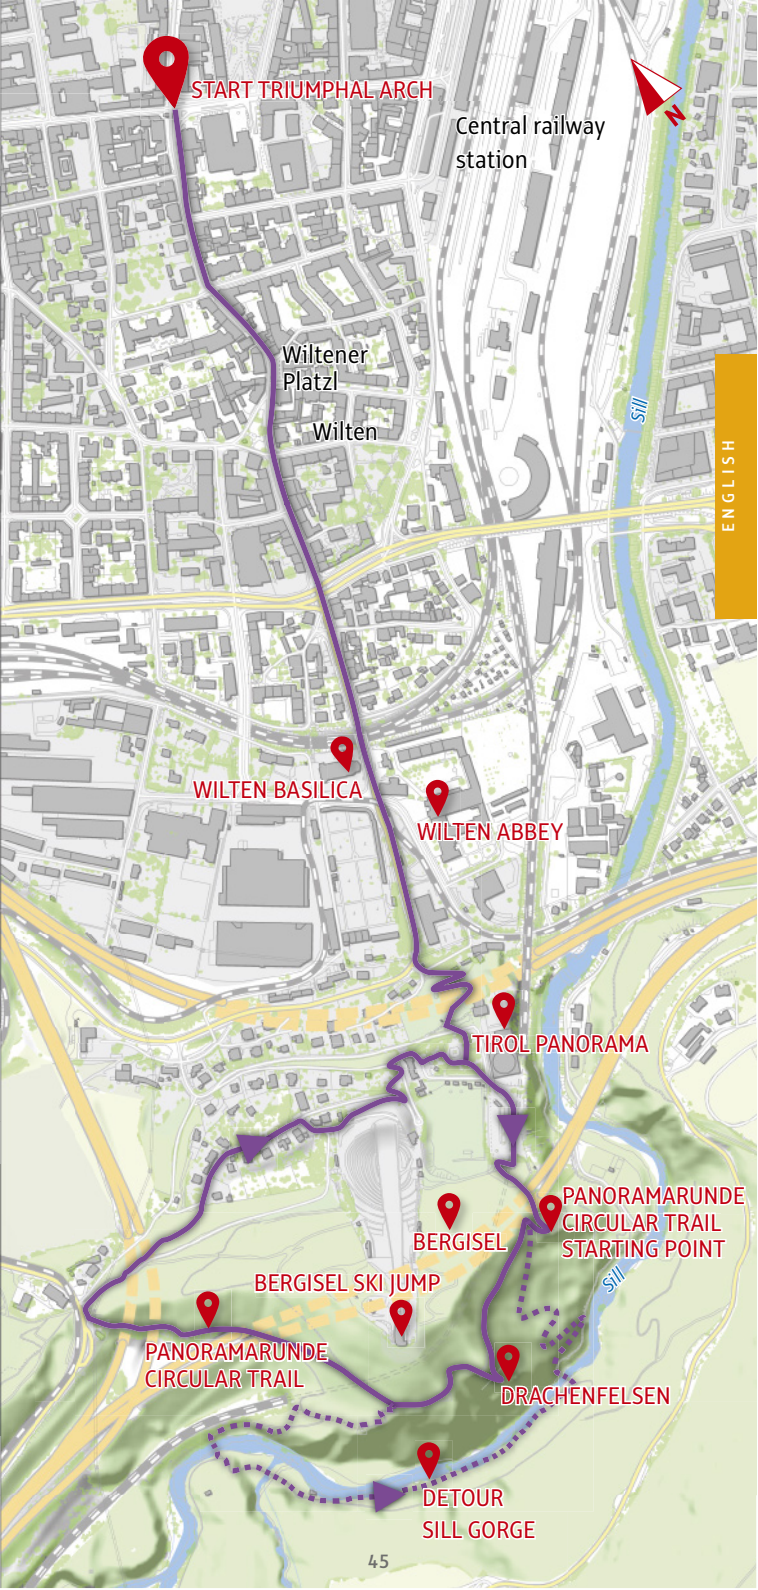 START TRIUMPHAL ARCH
N
Central railway
station
Wiltener
Platzl
Sill
Wilten
ENGLISH
WILTEN BASILICA
WILTEN ABBEY
TIROL PANORAMA
PANORAMARUNDE
CIRCULAR TRAIL
STARTING POINT
BERGISEL
BERGISEL SKI JUMP
Sill
PANORAMARUNDE
CIRCULAR TRAIL
DRACHENFELSEN
DETOUR
SILL GORGE
45